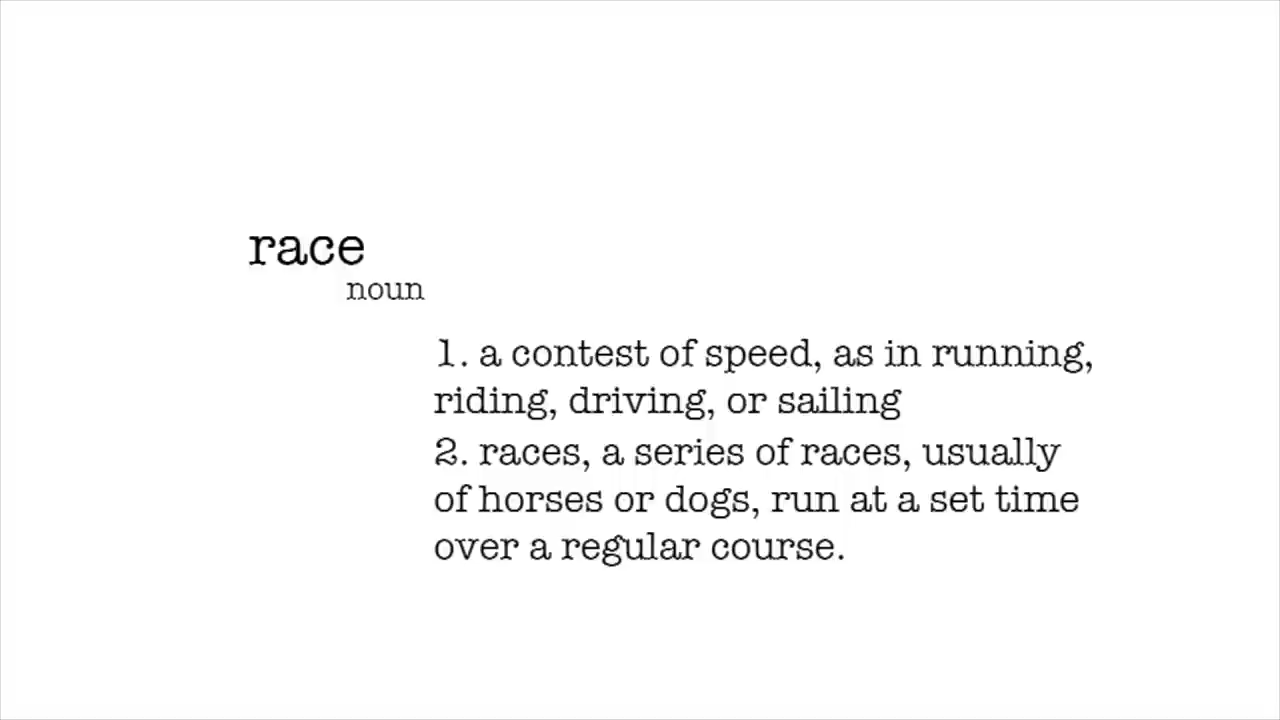 race
noun
1. a contest of speed, as in running,
riding, driving, or sailing
2. races, a series of races, usually
of horses or dogs, run at a set time
over a regular course.